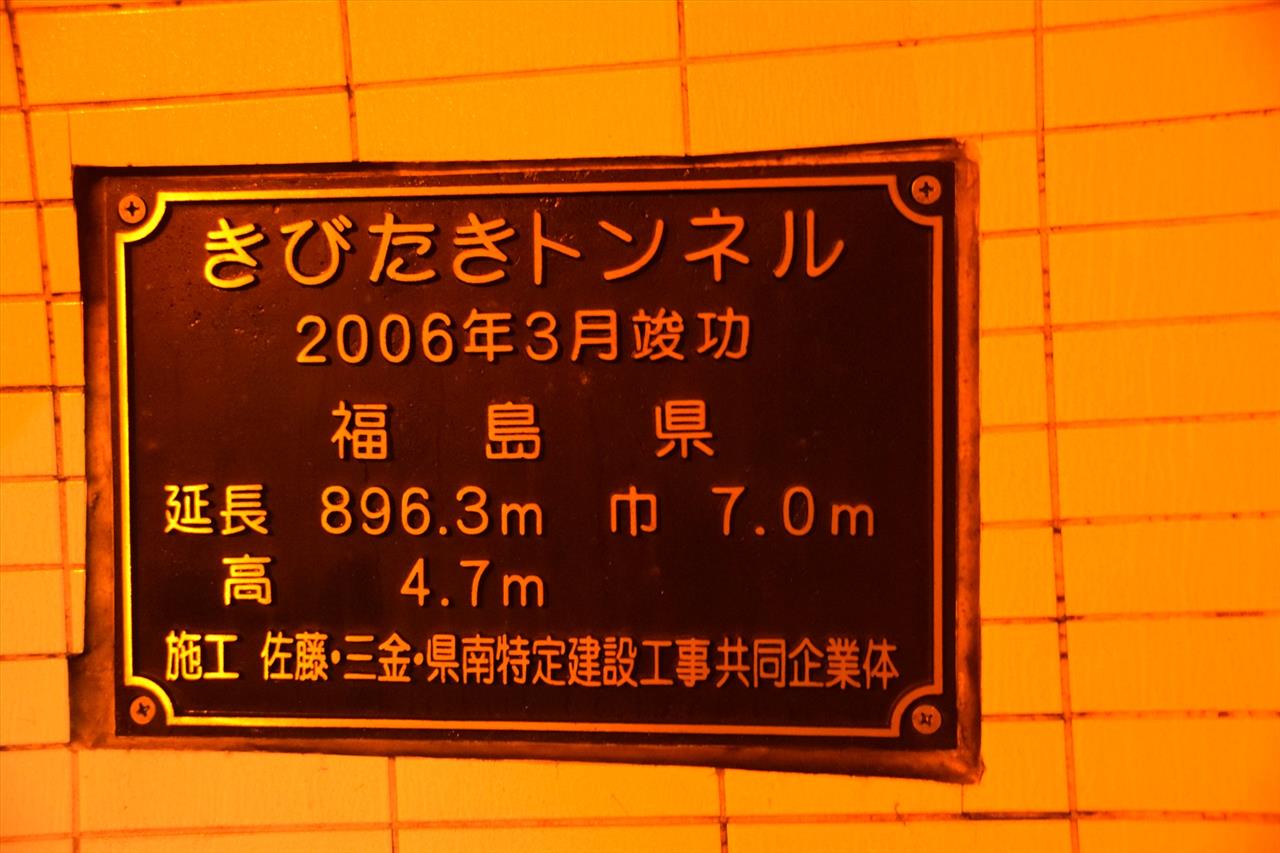 きびたきトンネル
2006年3月竣功
福島県
延長 896.3m 巾 7.0m
高 4.7m
施工 佐藤・三金・県南特定建設工事共同企業体